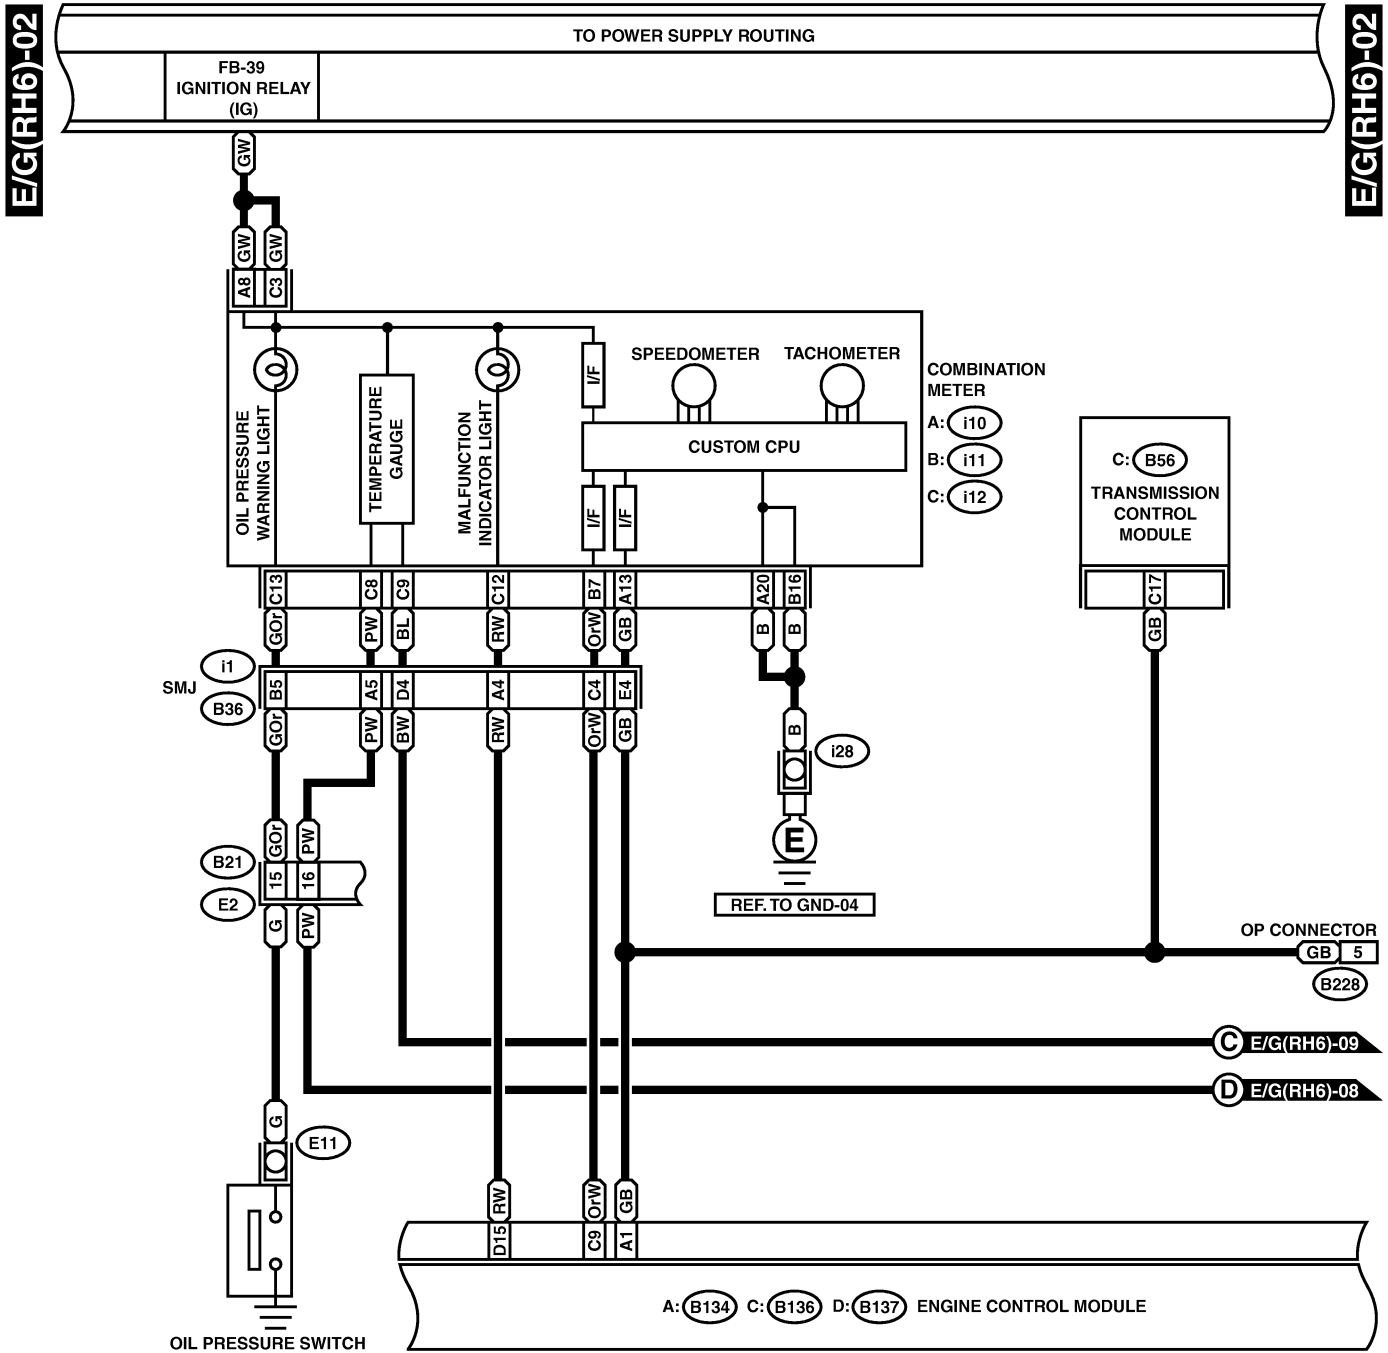 E/G(RH6)-02
E/G(RH6)-02
TO POWER SUPPLY ROUTING
FB-39
IGNITION RELAY
(IG)
GW
GW GW
A8 C3
OIL PRESSURE
WARNING LIGHT
TEMPERATURE
GAUGE
MALFUNCTION
INDICATOR LIGHT
I/F
SPEEDOMETER
TACHOMETER
CUSTOM CPU
I/F I/F
COMBINATION
METER
A: i10
B: i11
C: i12
C: B56
TRANSMISSION
CONTROL
MODULE
C13 C8 C9 C12 B7 A13 A20 B16 C17
GOr PW BL RW OrW GB B B GB
i1
SMJ
B36
B5 A5 D4 A4 C4 E4
GOr PW BW RW OrW GB B
i28
E
REF. TO GND-04
GOr PW
B21
15 16
E2
G PW
OP CONNECTOR
GB 5
B228
C E/G(RH6)-09
D E/G(RH6)-08
G
E11
RW OrW GB
D15 C9 A1
A: B134 C: B136 D: B137 ENGINE CONTROL MODULE
OIL PRESSURE SWITCH